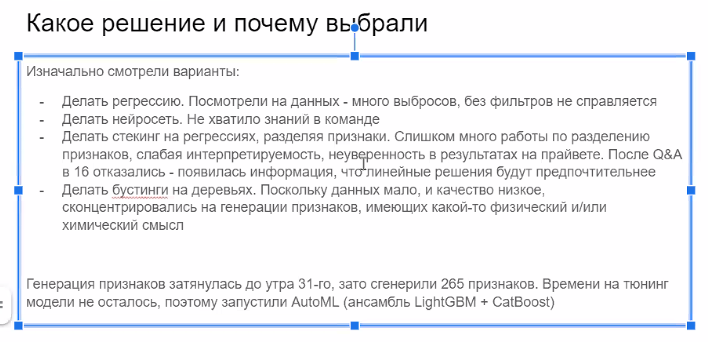 Какое решение и почему выбрали
Изначально смотрели варианты:
- Делать регрессию. Посмотрели на данных - много выбросов, без фильтров не справляется
- Делать нейросеть. Не хватило знаний в команде
- Делать стекинг на регрессиях, разделяя признаки. Слишком много работы по разделению
признаков, слабая интерпретируемость, неуверенность в результатах на прайвете. После Q&A
в 16 отказались - появилась информация, что линейные решения будут предпочтительнее
- Делать бустинги на деревьях. Поскольку данных мало, и качество низкое,
сконцентрировались на генерации признаков, имеющих какой-то физический и/или
химический смысл
Генерация признаков затянулась до утра 31-го, зато сгенерили 265 признаков. Времени на тюнинг
модели не осталось, поэтому запустили AutoML (ансамбль LightGBM + CatBoost)